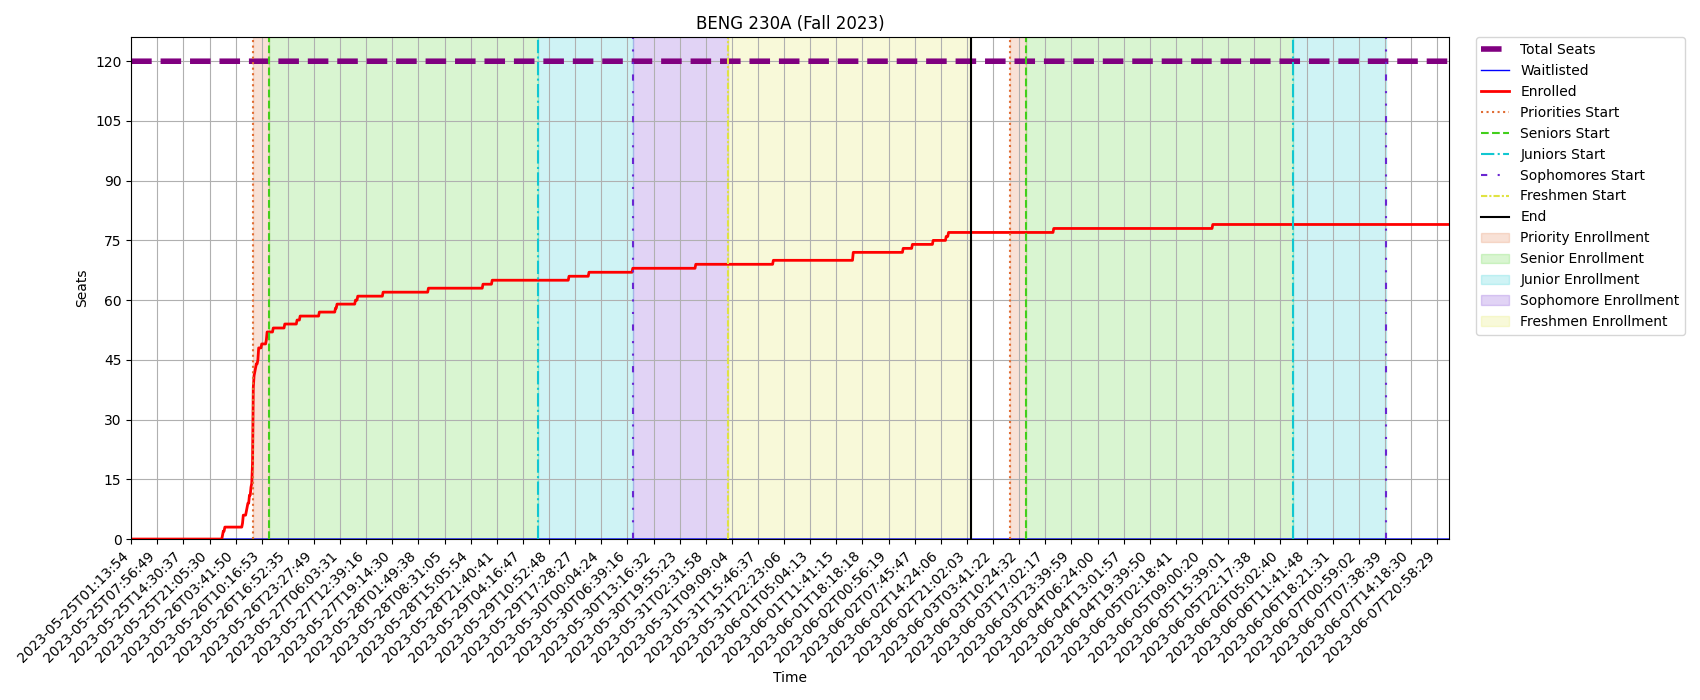 BENG 230A (Fall 2023)
Seats
120
105
90
75
60
45
30
15
0
2023-05-25T01:13:54
2023-05-25T07:56:49
2023-05-25T14:30:37
2023-05-25T21:05:30
2023-05-26T03:41:50
2023-05-26T10:16:53
2023-05-26T16:52:35
2023-05-26T23:27:49
2023-05-27T06:03:31
2023-05-27T12:39:16
2023-05-27T19:14:30
2023-05-28T01:49:38
2023-05-28T08:31:05
2023-05-28T15:05:54
2023-05-28T21:40:41
2023-05-29T04:16:47
2023-05-29T10:52:48
2023-05-29T17:28:27
2023-05-30T00:04:24
2023-05-30T06:39:16
2023-05-30T13:16:32
2023-05-30T19:55:23
2023-05-31T02:31:58
2023-05-31T09:09:04
2023-05-31T15:46:37
2023-05-31T22:23:06
2023-06-01T05:04:13
2023-06-01T11:41:15
2023-06-01T18:18:18
2023-06-02T00:56:19
2023-06-02T07:45:47
2023-06-02T14:24:06
2023-06-02T21:02:03
2023-06-03T03:41:22
2023-06-03T10:24:32
2023-06-03T17:02:17
2023-06-03T23:39:59
2023-06-04T06:24:00
2023-06-04T13:01:57
2023-06-04T19:39:50
2023-06-05T02:18:41
2023-06-05T09:00:20
2023-06-05T15:39:01
2023-06-05T22:17:38
2023-06-06T05:02:40
2023-06-06T11:41:48
2023-06-06T18:21:31
2023-06-07T00:59:02
2023-06-07T07:38:39
2023-06-07T14:18:30
2023-06-07T20:58:29
Time
Total Seats
Waitlisted
Enrolled
Priorities Start
Seniors Start
Juniors Start
Sophomores Start
Freshmen Start
End
Priority Enrollment
Senior Enrollment
Junior Enrollment
Sophomore Enrollment
Freshmen Enrollment